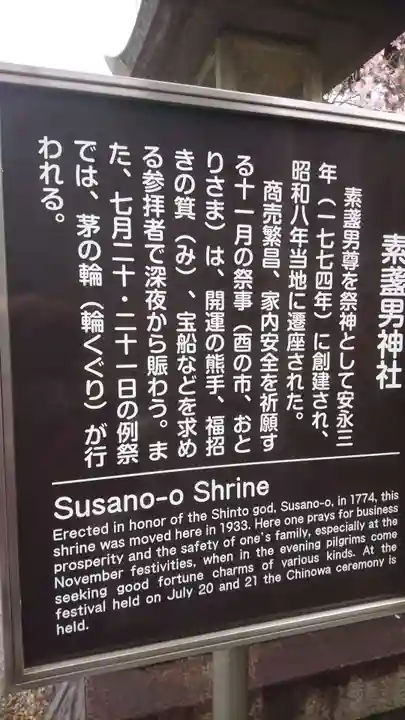 素盞男神社
素盞男尊を祭神として安永三
年（一七七四年）に創建され、
昭和八年当地に遷座された。
商売繁昌、家内安全を祈願す
る十一月の祭事（酉の市、おと
りさま）は、開運の熊手、福招
きの箕（み）、宝船などを求め
る参拝者で深夜から賑わう。ま
た、七月二十・二十一日の例祭
では、茅の輪（輪くぐり）が行
われる。
Susano-o Shrine
Erected in honor of the Shinto god, Susano-o, in 1774, this
shrine was moved here in 1933. Here one prays for business
prosperity and the safety of one's family, especially at the
November festivities, when in the evening pilgrims come
seeking good fortune charms of various kinds. At the
festival held on July 20 and 21 the Chinowa ceremony is
held.